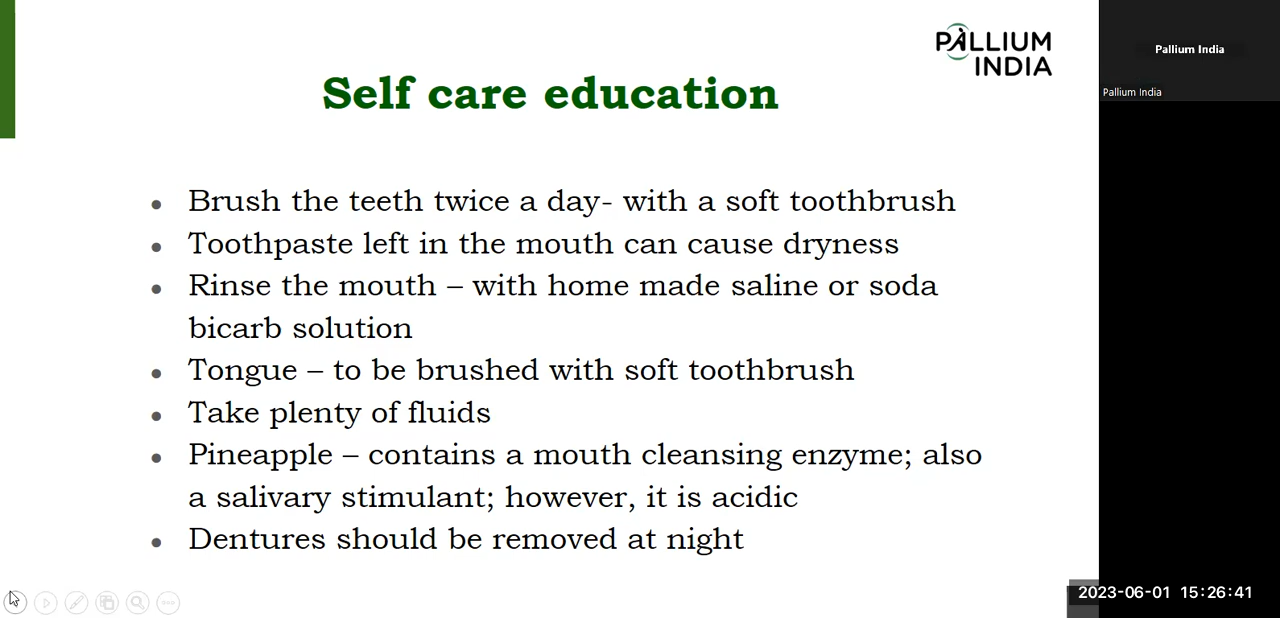 PALLIUM
INDIA
Self care education
• Brush the teeth twice a day- with a soft toothbrush
• Toothpaste left in the mouth can cause dryness
• Rinse the mouth – with home made saline or soda
bicarb solution
• Tongue – to be brushed with soft toothbrush
• Take plenty of fluids
• Pineapple – contains a mouth cleansing enzyme; also
a salivary stimulant; however, it is acidic
• Dentures should be removed at night
Pallium India
Pallium India
2023-06-01 15:26:41